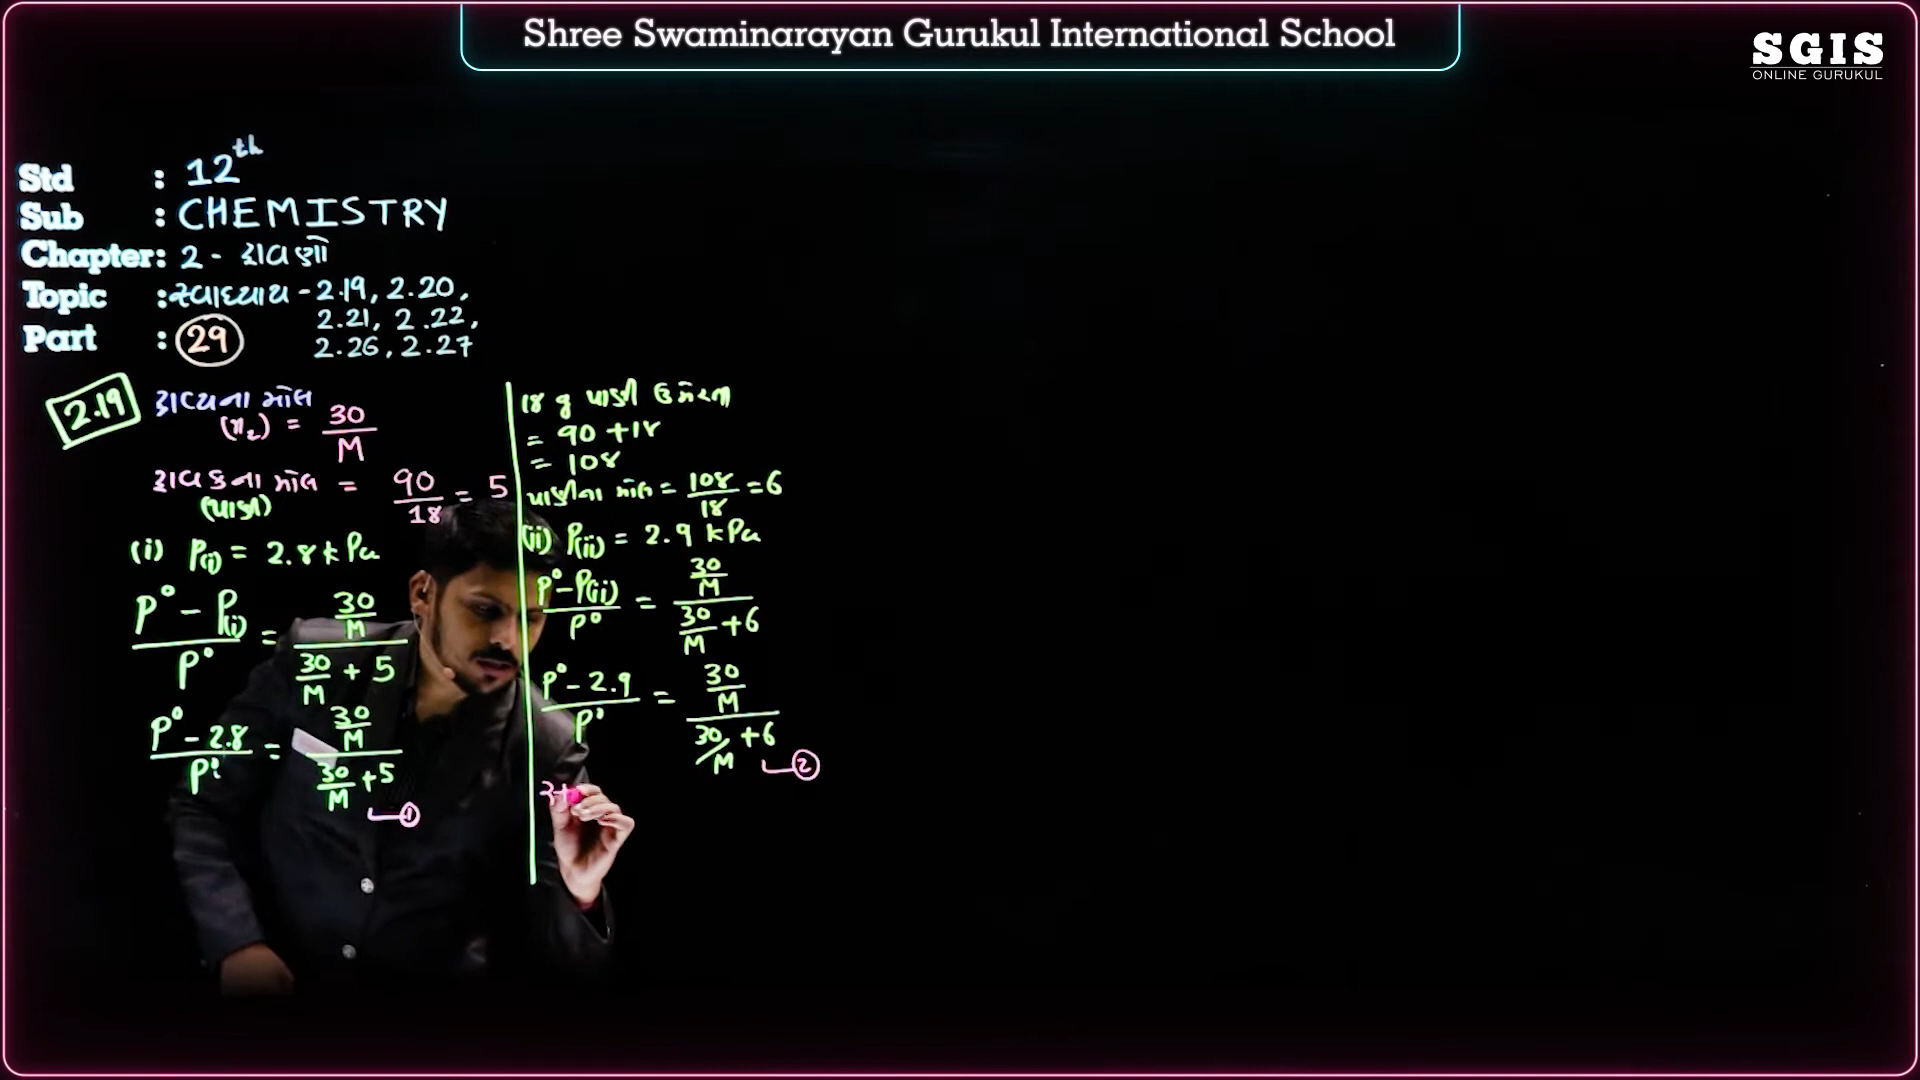 Shree Swaminarayan Gurukul International School
SGIS
ONLINE GURUKUL
Std : 12th
Sub : CHEMISTRY
Chapter: 2 - દ્રાવણો
Topic : સ્વાધ્યાય - 2.19, 2.20,
2.21, 2.22,
2.26, 2.27
Part : 29
2.19
દ્રાવ્યના મોલ
(n₂) = 30/M
દ્રાવકના મોલ = 90/18 = 5
(પાણી)
(i) P(i) = 2.8 kPa
(P° - P(i))/P° = (30/M)/(30/M + 5)
(P° - 2.8)/P° = (30/M)/(30/M + 5)
①
18 g પાણી ઉમેરતા
= 90 + 18
= 108
પાણીના મોલ = 108/18 = 6
(ii) P(ii) = 2.9 kPa
(P° - P(ii))/P° = (30/M)/(30/M + 6)
(P° - 2.9)/P° = (30/M)/(30/M + 6)
②